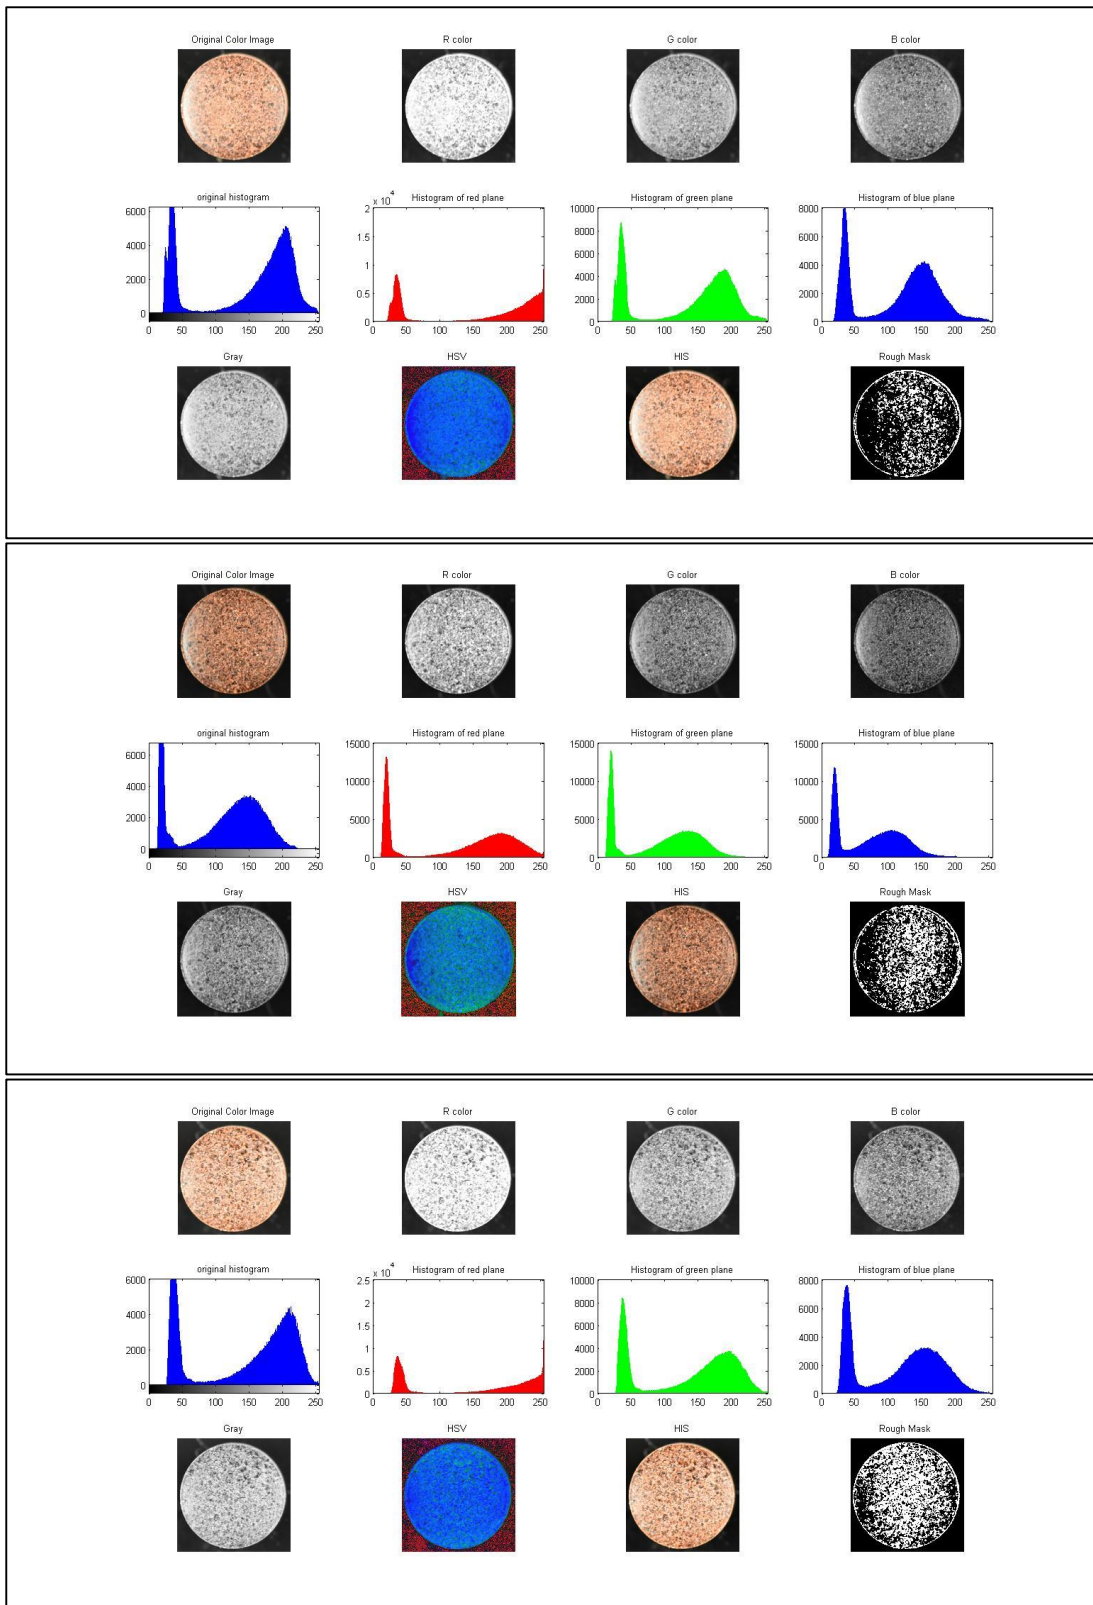 Original Color Image R color G color B color
original histogram Histogram of red plane Histogram of green plane Histogram of blue plane
6000 4000 2000 0
0 50 100 150 200 250
x 10^4
2 1.5 1 0.5 0
0 50 100 150 200 250
10000 8000 6000 4000 2000 0
0 50 100 150 200 250
8000 6000 4000 2000 0
0 50 100 150 200 250
Gray HSV HIS Rough Mask
Original Color Image R color G color B color
original histogram Histogram of red plane Histogram of green plane Histogram of blue plane
6000 4000 2000 0
0 50 100 150 200 250
15000 10000 5000 0
0 50 100 150 200 250
15000 10000 5000 0
0 50 100 150 200 250
15000 10000 5000 0
0 50 100 150 200 250
Gray HSV HIS Rough Mask
Original Color Image R color G color B color
original histogram Histogram of red plane Histogram of green plane Histogram of blue plane
6000 4000 2000 0
0 50 100 150 200 250
x 10^4
2.5 2 1.5 1 0.5 0
0 50 100 150 200 250
10000 8000 6000 4000 2000 0
0 50 100 150 200 250
8000 6000 4000 2000 0
0 50 100 150 200 250
Gray HSV HIS Rough Mask